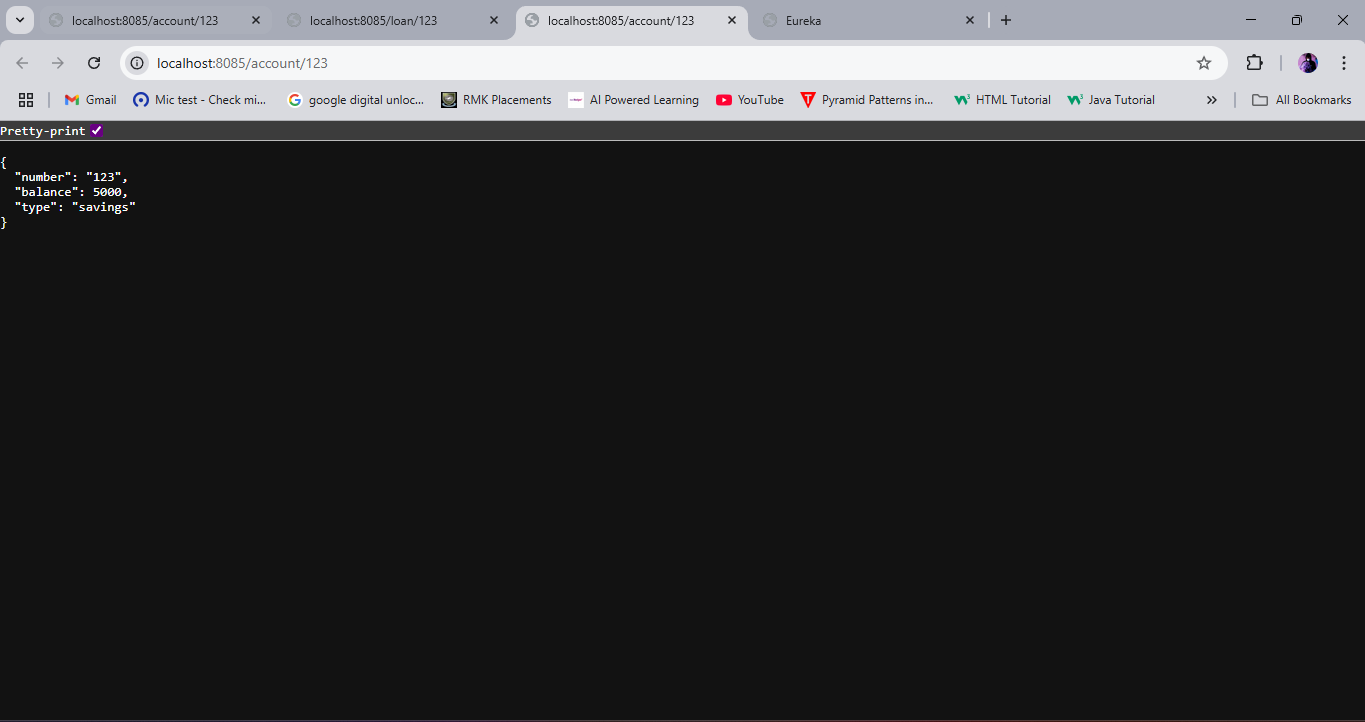 localhost:8085/account/123
localhost:8085/loan/123
localhost:8085/account/123
Eureka
localhost:8085/account/123
Gmail
Mic test - Check mi...
google digital unloc...
RMK Placements
AI Powered Learning
YouTube
Pyramid Patterns in...
HTML Tutorial
Java Tutorial
All Bookmarks
Pretty-print
{
  "number": "123",
  "balance": 5000,
  "type": "savings"
}